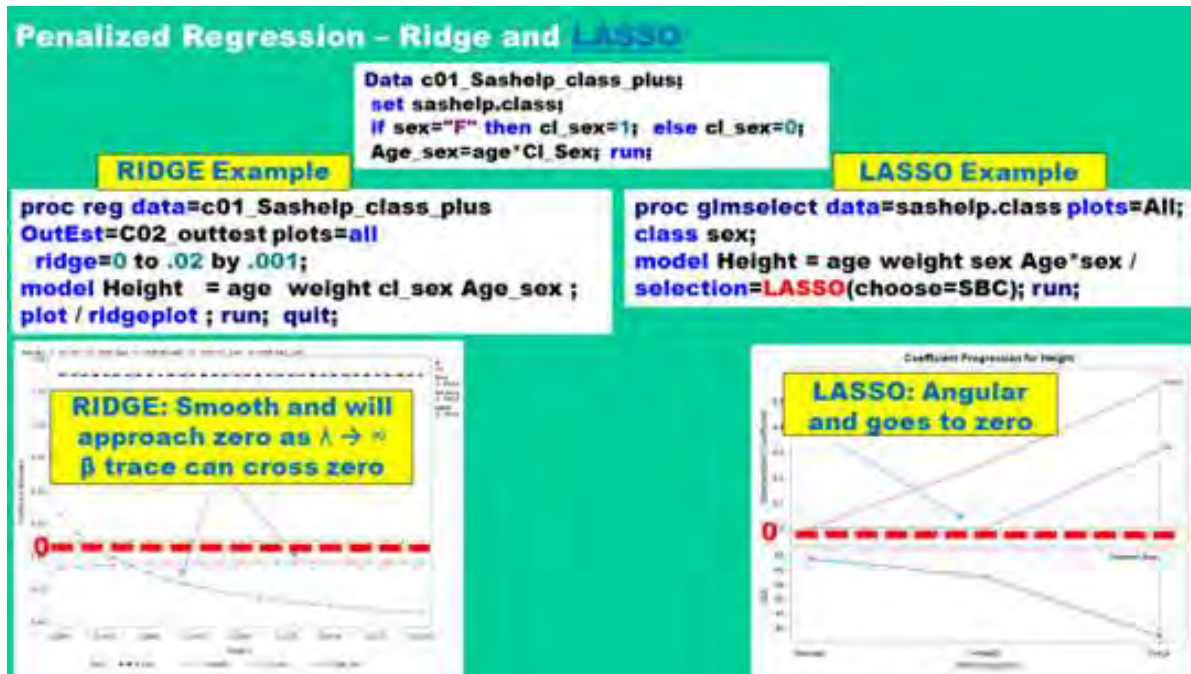 Penalized Regression – Ridge and LASSO
Data c01_Sashelp_class_plus;
set sashelp.class;
if sex="F" then cl_sex=1; else cl_sex=0;
Age_sex=age*Cl_Sex; run;
RIDGE Example
proc reg data=c01_Sashelp_class_plus
OutEst=C02_outtest plots=all
ridge=0 to .02 by .001;
model Height = age weight cl_sex Age_sex ;
plot / ridgeplot ; run; quit;
LASSO Example
proc glmselect data=sashelp.class plots=All;
class sex;
model Height = age weight sex Age*sex /
selection=LASSO(choose=SBC); run;
RIDGE: Smooth and will
approach zero as λ → ∞
β trace can cross zero
0
Coefficient Progression for Height
LASSO: Angular
and goes to zero
0